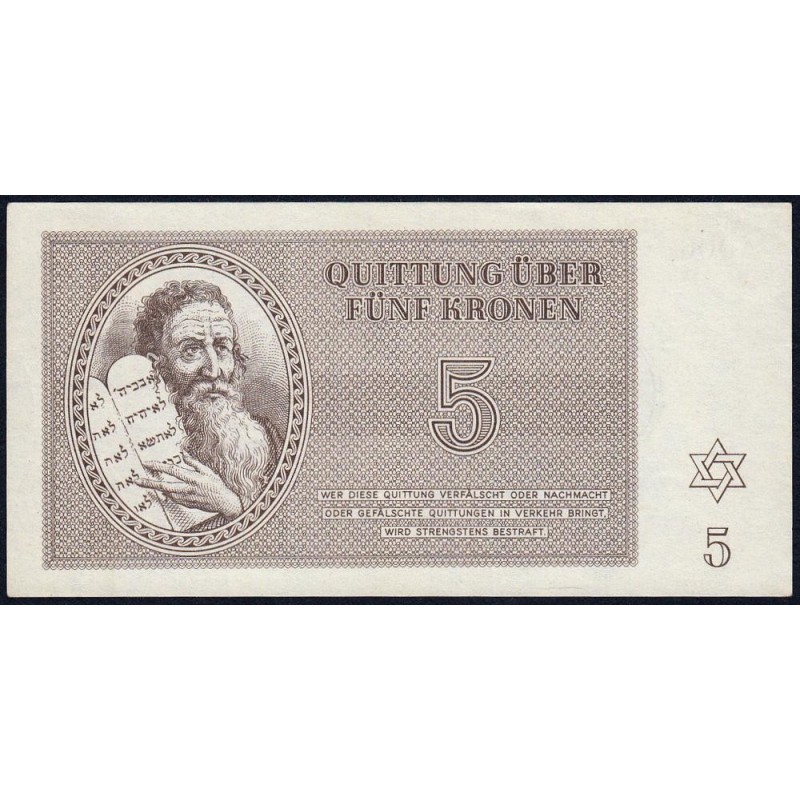 QUITTUNG ÜBER
FÜNF KRONEN
5
WER DIESE QUITTUNG VERFÄLSCHT ODER NACHMACHT
ODER GEFÄLSCHTE QUITTUNGEN IN VERKEHR BRINGT,
WIRD STRENGSTENS BESTRAFT.
5